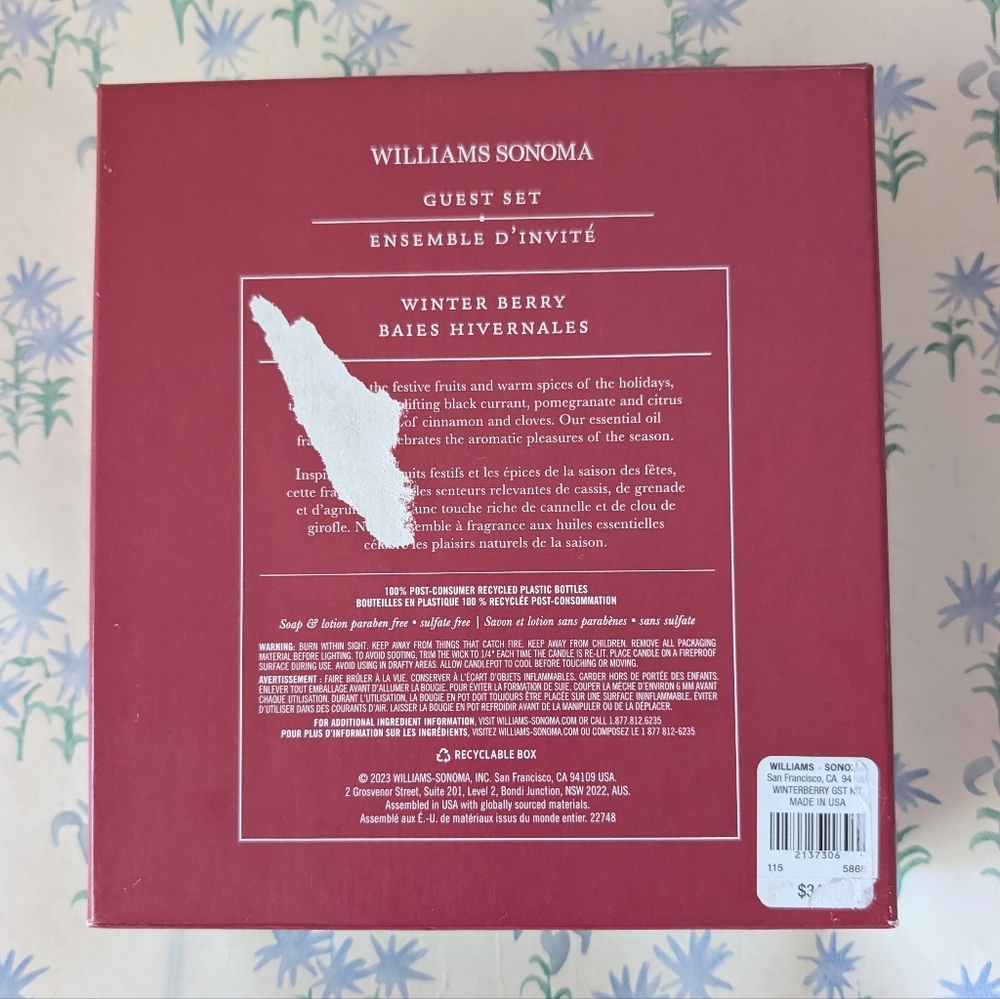 WILLIAMS SONOMA
GUEST SET
ENSEMBLE D'INVITÉ
WINTER BERRY
BAIES HIVERNALES
the festive fruits and warm spices of the holidays,
black currant, pomegranate and citrus
of cinnamon and cloves. Our essential oil
the aromatic pleasures of the season.
festifs et les épices de la saison des fêtes,
cette les senteurs relevantes de cassis, de grenade
et une touche riche de cannelle et de clou de
girofle. à fragrance aux huiles essentielles
les plaisirs naturels de la saison.
100% POST-CONSUMER RECYCLED PLASTIC BOTTLES
BOUTEILLES EN PLASTIQUE 100 % RECYCLÉE POST-CONSOMMATION
Soap & lotion paraben free • sulfate free | Savon et lotion sans parabènes • sans sulfate
WARNING: BURN WITHIN SIGHT. KEEP AWAY FROM THINGS THAT CATCH FIRE. KEEP AWAY FROM CHILDREN. REMOVE ALL PACKAGING
MATERIAL BEFORE LIGHTING. TO AVOID SOOTING, TRIM THE WICK TO 1/4" EACH TIME THE CANDLE IS RE-LIT. PLACE CANDLE ON A FIREPROOF
SURFACE DURING USE. AVOID USING IN DRAFTY AREAS. ALLOW CANDLEPOT TO COOL BEFORE TOUCHING OR MOVING.
AVERTISSEMENT : FAIRE BRÛLER À LA VUE. CONSERVER À L'ÉCART D'OBJETS INFLAMMABLES. GARDER HORS DE PORTÉE DES ENFANTS.
ENLEVER TOUT EMBALLAGE AVANT D'ALLUMER LA BOUGIE. POUR ÉVITER LA FORMATION DE SUIE, COUPER LA MÈCHE D'ENVIRON 6 MM AVANT
CHAQUE UTILISATION. DURANT L'UTILISATION, LA BOUGIE EN POT DOIT TOUJOURS ÊTRE PLACÉE SUR UNE SURFACE ININFLAMMABLE. ÉVITER
D'UTILISER DANS DES COURANTS D'AIR. LAISSER LA BOUGIE EN POT REFROIDIR AVANT DE LA MANIPULER OU DE LA DÉPLACER.
FOR ADDITIONAL INGREDIENT INFORMATION, VISIT WILLIAMS-SONOMA.COM OR CALL 1.877.812.6235
POUR PLUS D'INFORMATION SUR LES INGRÉDIENTS, VISITEZ WILLIAMS-SONOMA.COM OU COMPOSEZ LE 1 877 812-6235
RECYCLABLE BOX
© 2023 WILLIAMS-SONOMA, INC. San Francisco, CA 94109 USA.
2 Grosvenor Street, Suite 201, Level 2, Bondi Junction, NSW 2022, AUS.
Assembled in USA with globally sourced materials.
Assemblé aux É.-U. de matériaux issus du monde entier. 22748
WILLIAMS - SONOMA
San Francisco, CA 94109
WINTERBERRY GST KIT
MADE IN USA
2137306
115 5868